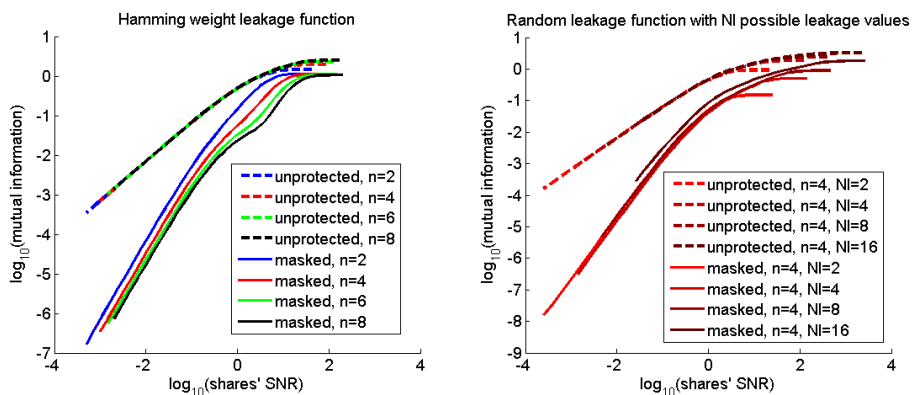 Hamming weight leakage function
log10(mutual information)
1
0
-1
-2
-3
-4
-5
-6
-7
-4
-2
0
2
4
log10(shares' SNR)
unprotected, n=2
unprotected, n=4
unprotected, n=6
unprotected, n=8
masked, n=2
masked, n=4
masked, n=6
masked, n=8
Random leakage function with Nl possible leakage values
log10(mutual information)
1
0
-1
-2
-3
-4
-5
-6
-7
-8
-9
-4
-2
0
2
4
log10(shares' SNR)
unprotected, n=4, Nl=2
unprotected, n=4, Nl=4
unprotected, n=4, Nl=8
unprotected, n=4, Nl=16
masked, n=4, Nl=2
masked, n=4, Nl=4
masked, n=4, Nl=8
masked, n=4, Nl=16